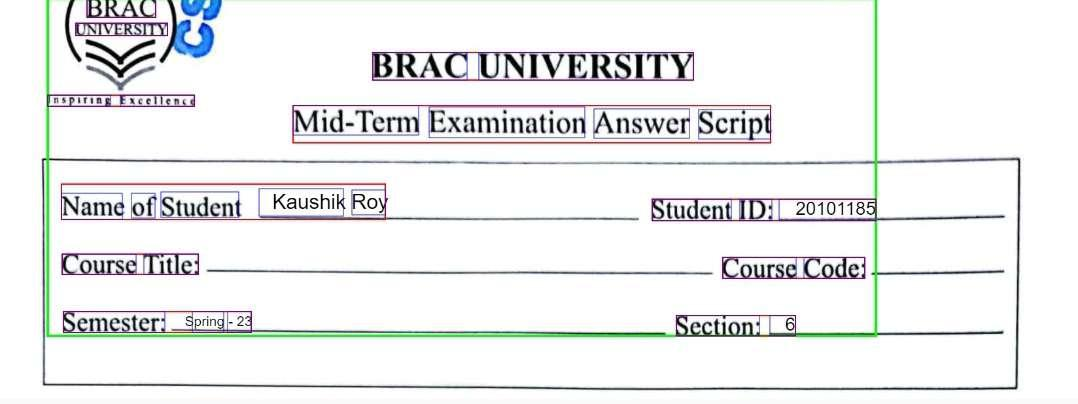 BRAC
UNIVERSITY
Inspiring Excellence
CS
BRAC UNIVERSITY
Mid-Term Examination Answer Script
Name of Student Kaushik Roy Student ID: 20101185
Course Title: Course Code:
Semester: Spring - 23 Section: 6